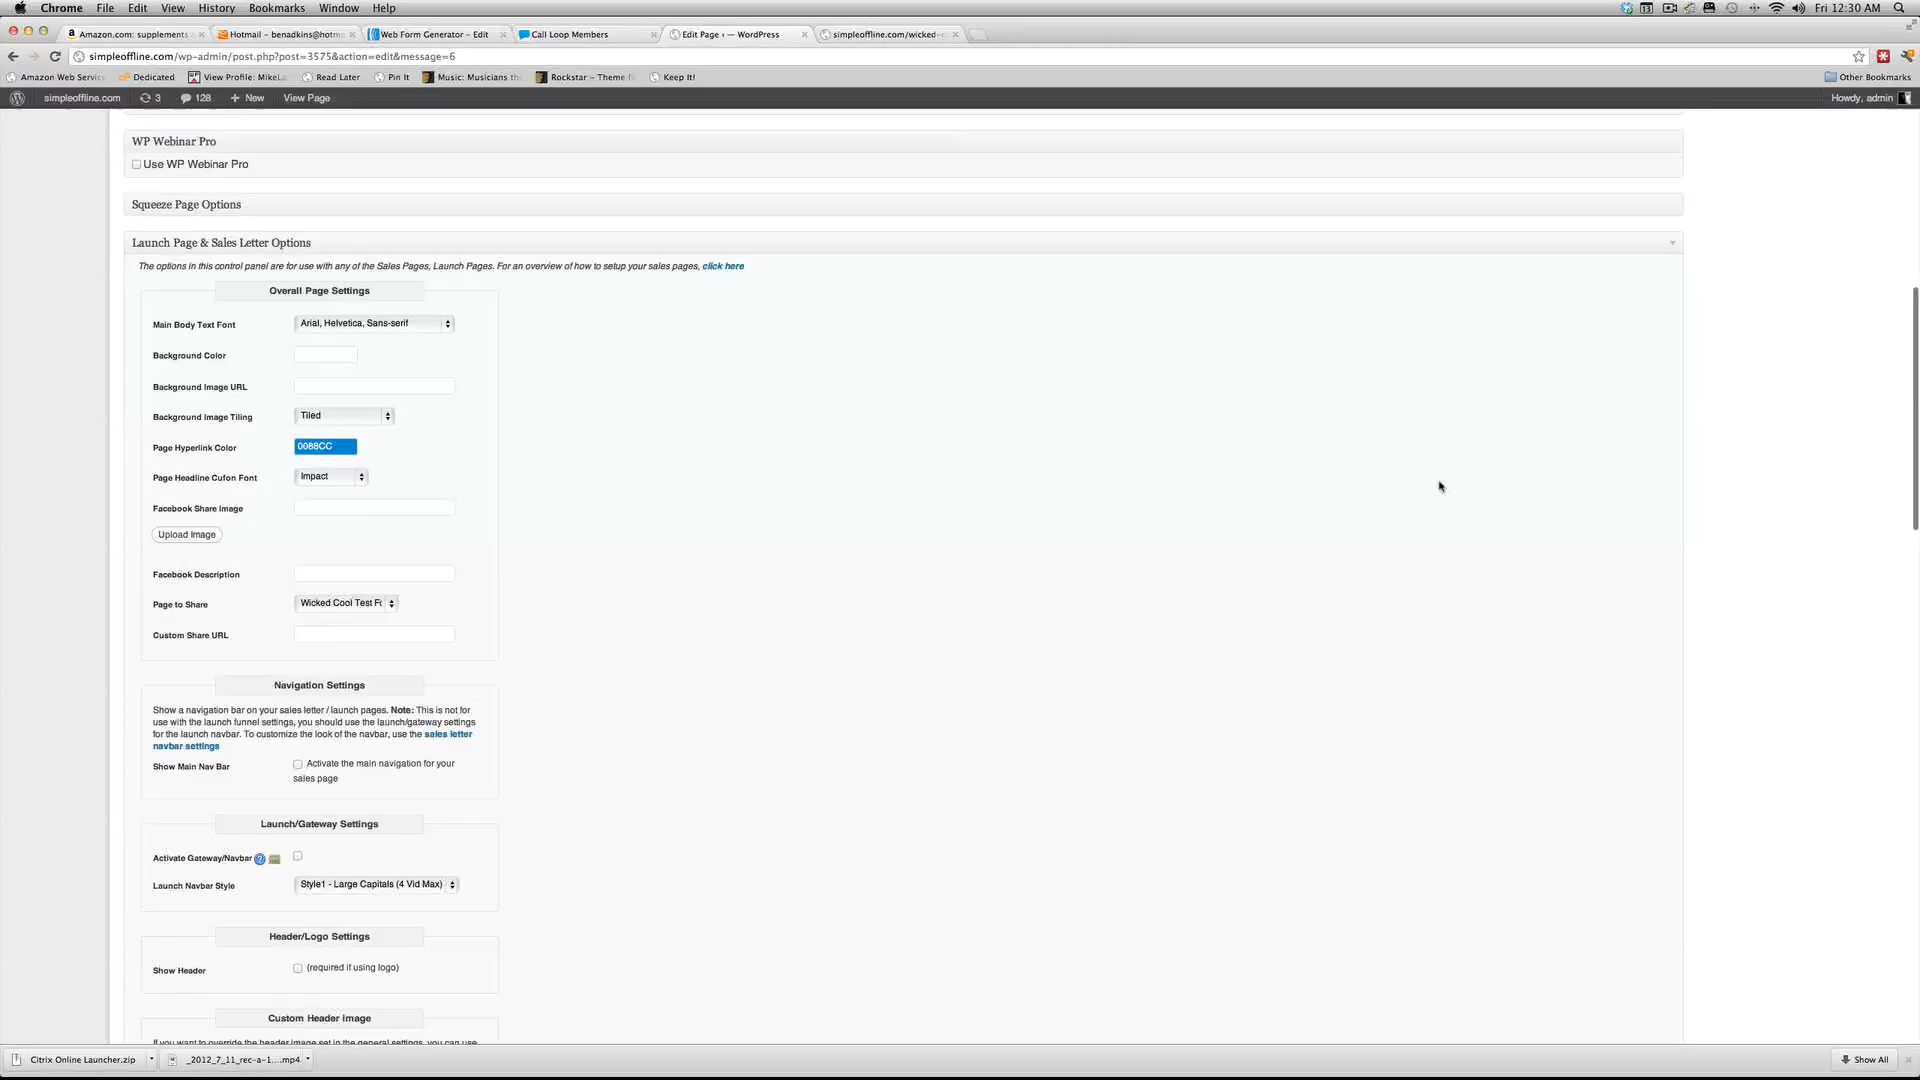 Chrome File Edit View History Bookmarks Window Help Fri 12:30 AM
Amazon.com: supplements Hotmail - benadkins@hotm Web Form Generator - Edit Call Loop Members Edit Page ‹ — WordPress simpleoffline.com/wicked-
simpleoffline.com/wp-admin/post.php?post=3575&action=edit&message=6
Amazon Web Servic Dedicated View Profile: MikeL Read Later Pin It Music: Musicians th Rockstar - Theme f Keep It! Other Bookmarks
simpleoffline.com 3 128 + New View Page Howdy, admin
WP Webinar Pro
Use WP Webinar Pro
Squeeze Page Options
Launch Page & Sales Letter Options
The options in this control panel are for use with any of the Sales Pages, Launch Pages. For an overview of how to setup your sales pages, click here
Overall Page Settings
Main Body Text Font Arial, Helvetica, Sans-serif
Background Color
Background Image URL
Background Image Tiling Tiled
Page Hyperlink Color 0088CC
Page Headline Cufon Font Impact
Facebook Share Image
Upload Image
Facebook Description
Page to Share Wicked Cool Test Fo
Custom Share URL
Navigation Settings
Show a navigation bar on your sales letter / launch pages. Note: This is not for
use with the launch funnel settings, you should use the launch/gateway settings
for the launch navbar. To customize the look of the navbar, use the sales letter
navbar settings
Show Main Nav Bar Activate the main navigation for your
sales page
Launch/Gateway Settings
Activate Gateway/Navbar
Launch Navbar Style Style1 - Large Capitals (4 Vid Max)
Header/Logo Settings
Show Header (required if using logo)
Custom Header Image
If you want to override the header image set in the general settings, you can use
Citrix Online Launcher.zip _2012_7_11_rec-a-1....mp4 Show All